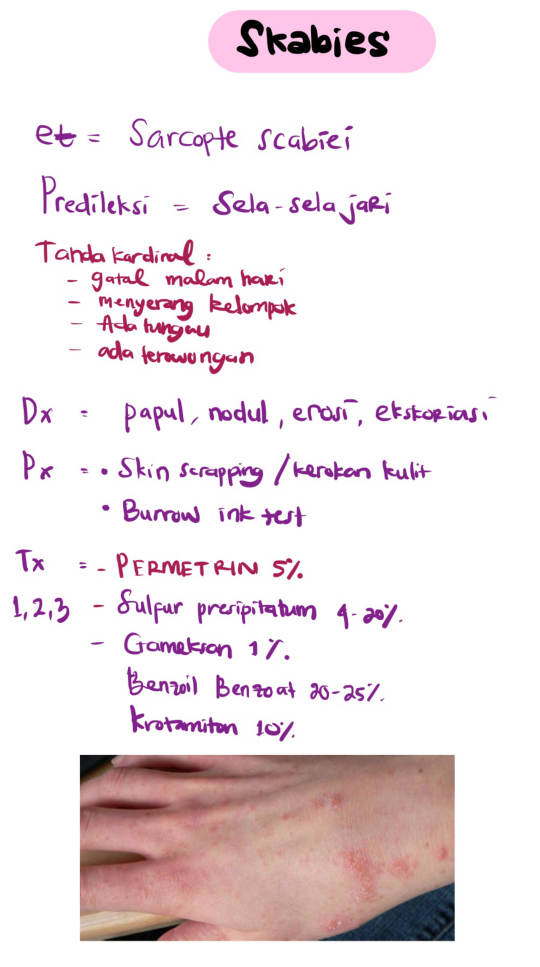 Skabies
et = Sarcopte scabiei
Predileksi = Sela-sela jari
Tanda kardinal :
- gatal malam hari
- menyerang kelompok
- Ada tungau
- ada terowongan
Dx = papul, nodul, erosi, ekskoriasi
Px = • Skin scrapping / kerokan kulit
• Burrow ink test
Tx = - PERMETRIN 5%
1,2,3 - Sulfur presipitatum 4-20%.
- Gameksan 1%.
Benzoil Benzoat 20-25%.
Krotamiton 10%.